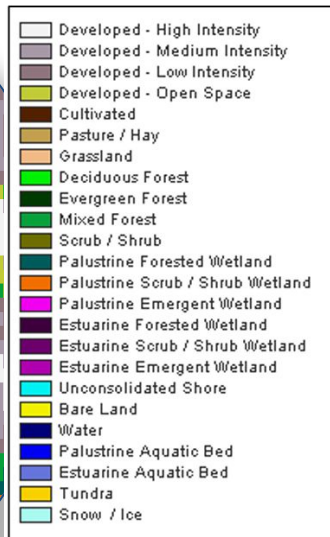 Developed - High Intensity
Developed - Medium Intensity
Developed - Low Intensity
Developed - Open Space
Cultivated
Pasture / Hay
Grassland
Deciduous Forest
Evergreen Forest
Mixed Forest
Scrub / Shrub
Palustrine Forested Wetland
Palustrine Scrub / Shrub Wetland
Palustrine Emergent Wetland
Estuarine Forested Wetland
Estuarine Scrub / Shrub Wetland
Estuarine Emergent Wetland
Unconsolidated Shore
Bare Land
Water
Palustrine Aquatic Bed
Estuarine Aquatic Bed
Tundra
Snow / Ice